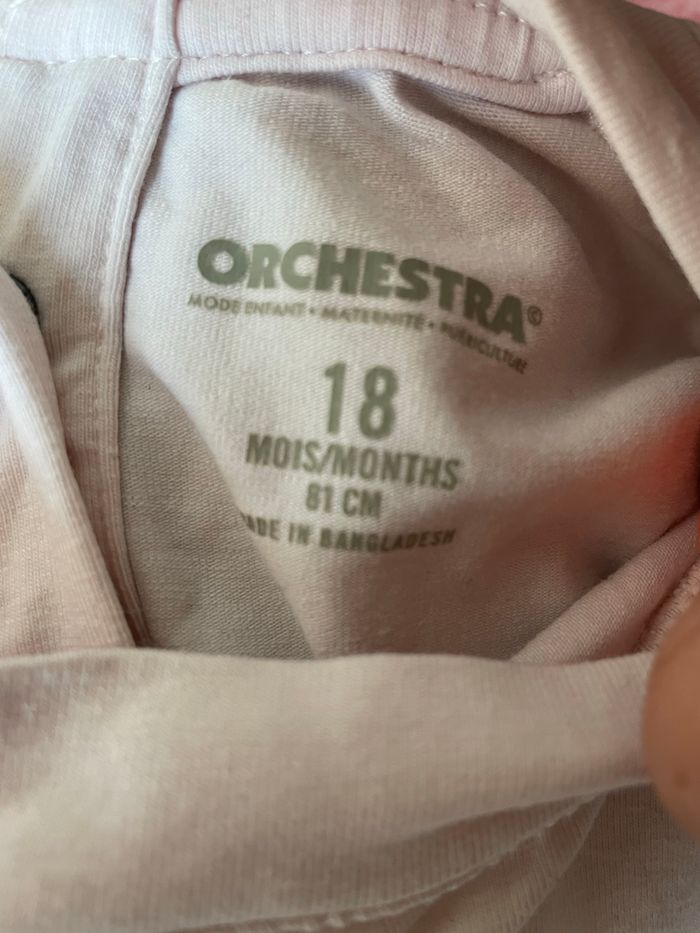 ORCHESTRA©
MODE ENFANT • MATERNITÉ • PUÉRICULTURE
18
MOIS/MONTHS
81 CM
MADE IN BANGLADESH